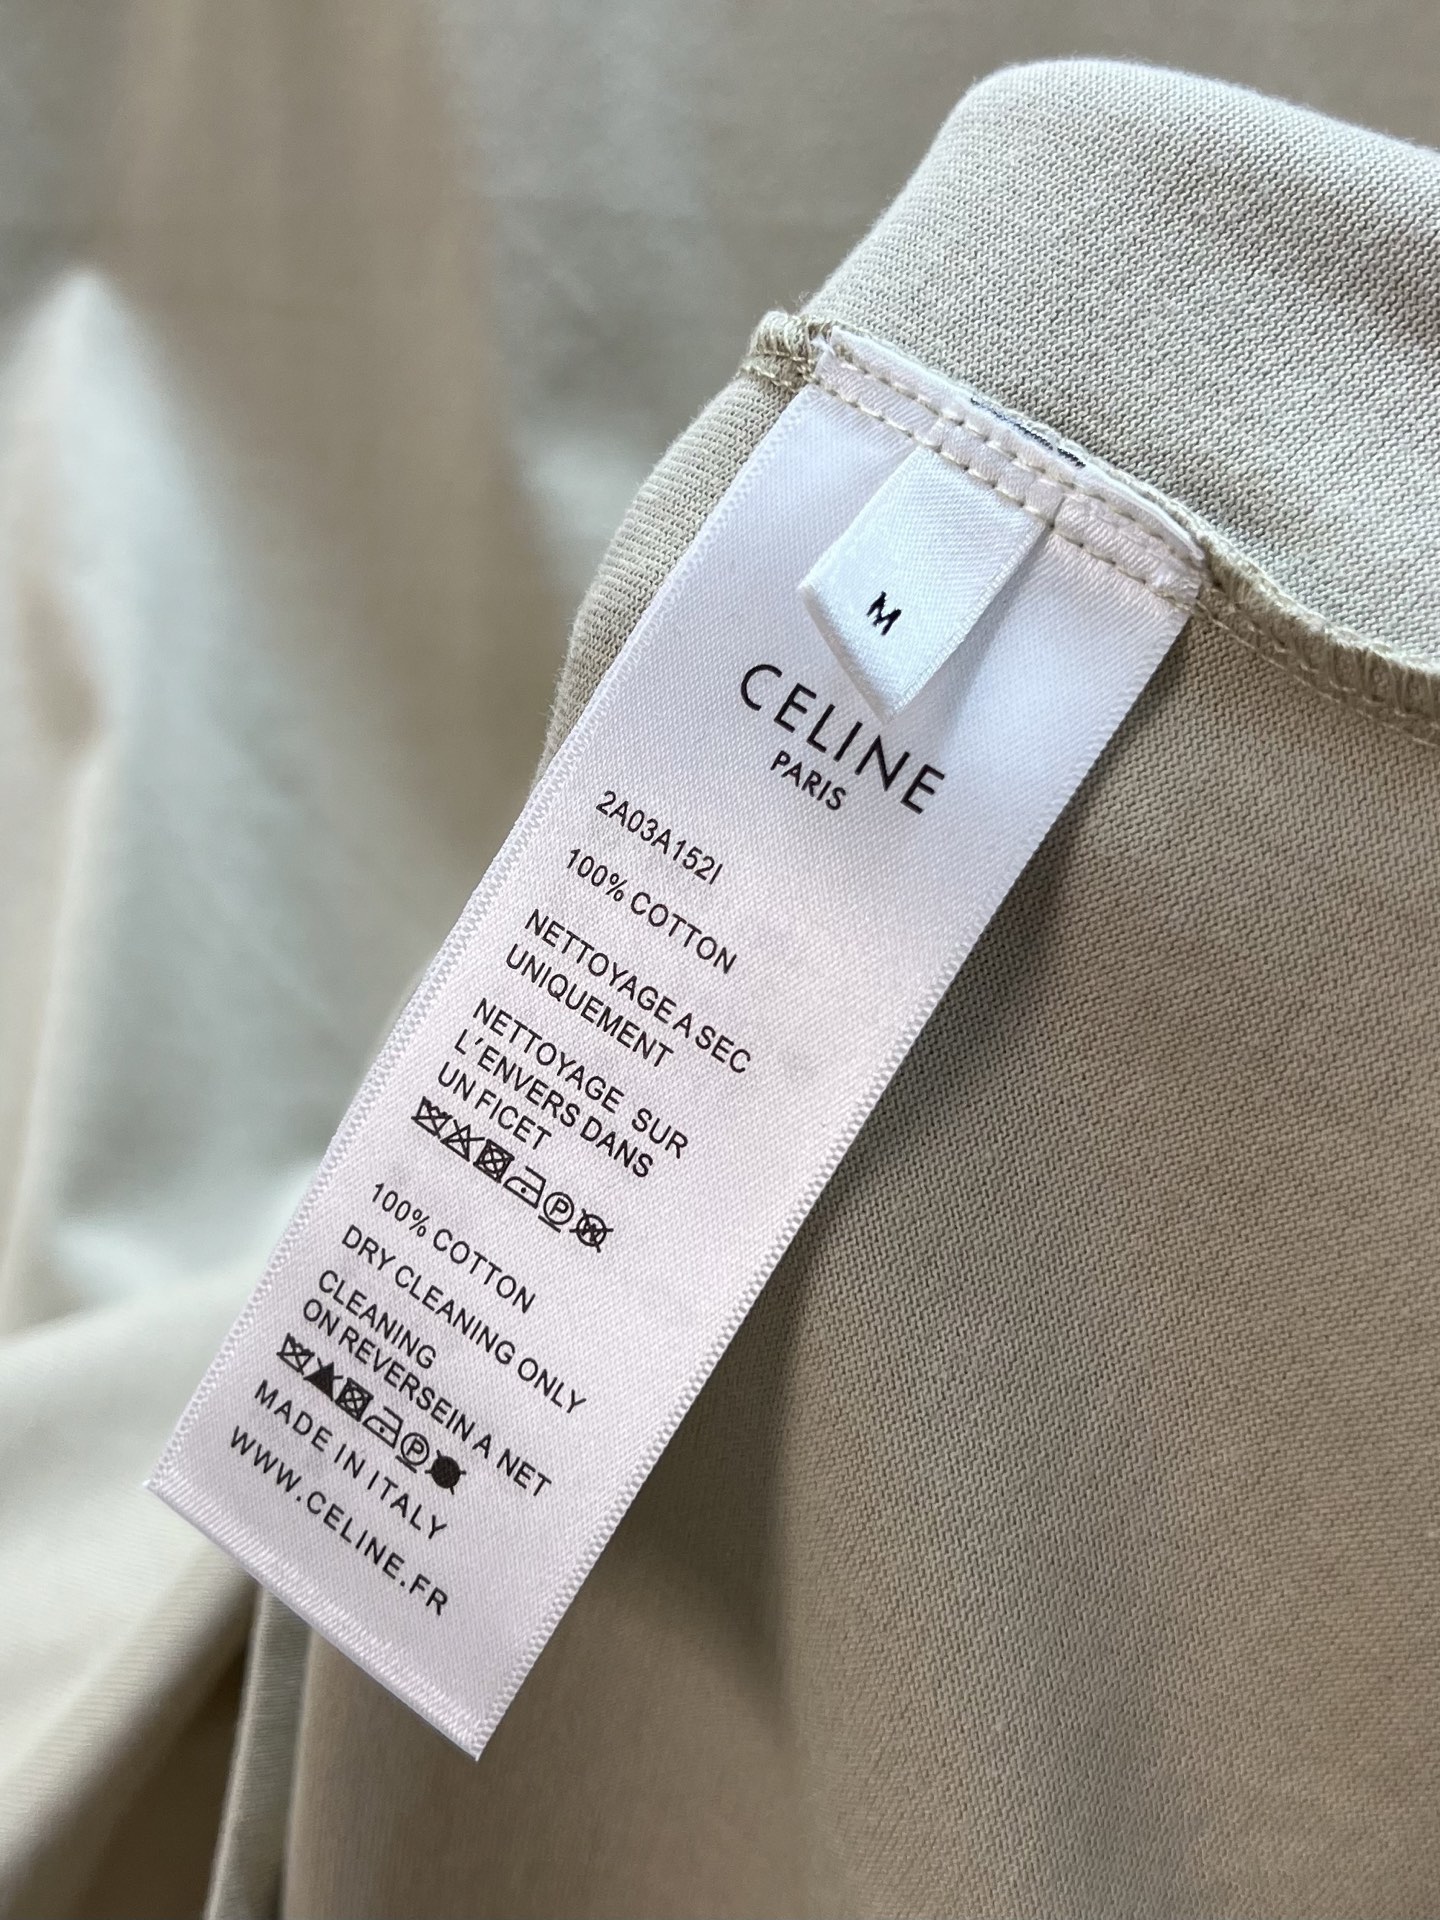 M
CELINE
PARIS
2A03A152I
100% COTTON
NETTOYAGE A SEC
UNIQUEMENT
NETTOYAGE SUR
L'ENVERS DANS
UN FICET
P W
100% COTTON
DRY CLEANING ONLY
CLEANING
ON REVERSEIN A NET
P
MADE IN ITALY
WWW.CELINE.FR